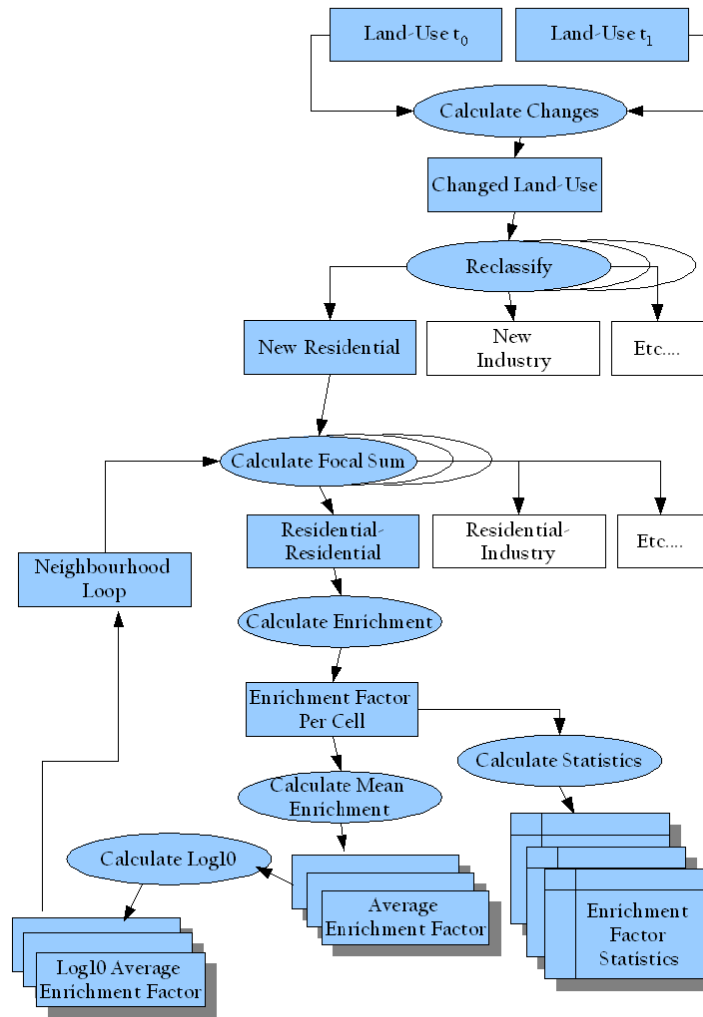 Land-Use t0
Land-Use t1
Calculate Changes
Changed Land-Use
Reclassify
New Residential
New
Industry
Etc....
Calculate Focal Sum
Residential-
Residential
Residential-
Industry
Etc....
Neighbourhood
Loop
Calculate Enrichment
Enrichment Factor
Per Cell
Calculate Statistics
Calculate Mean
Enrichment
Calculate Log10
Average
Enrichment Factor
Enrichment
Factor
Statistics
Log10 Average
Enrichment Factor